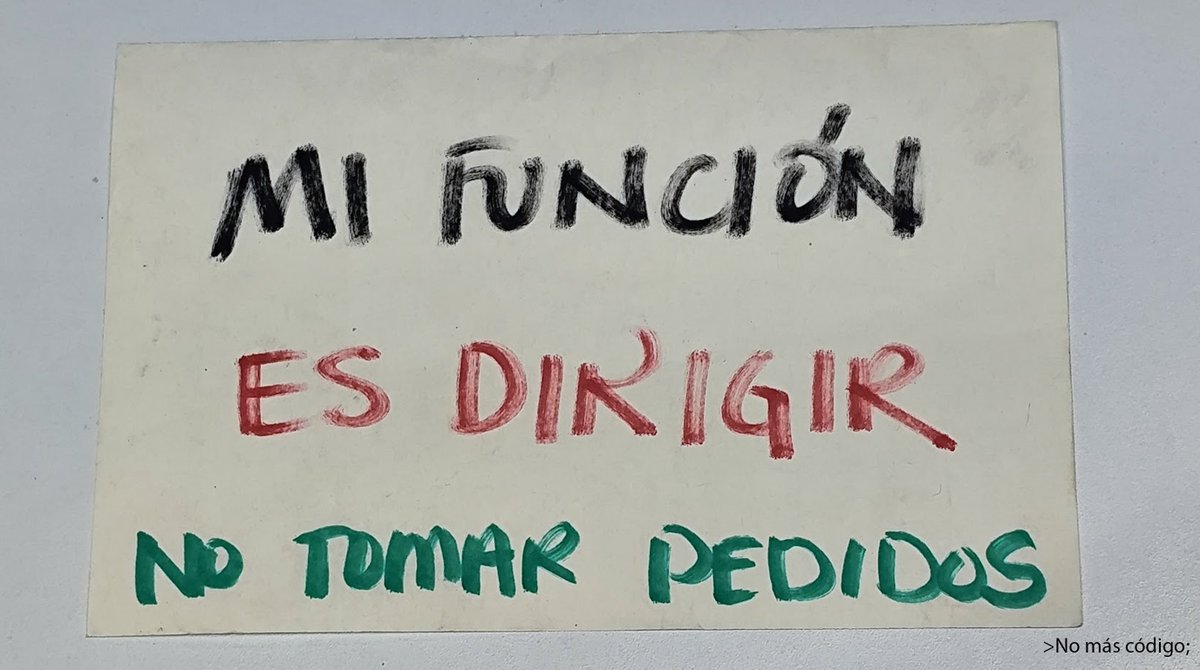 MI FUNCIÓN
ES DIRIGIR
NO TOMAR PEDIDOS
>No más código;